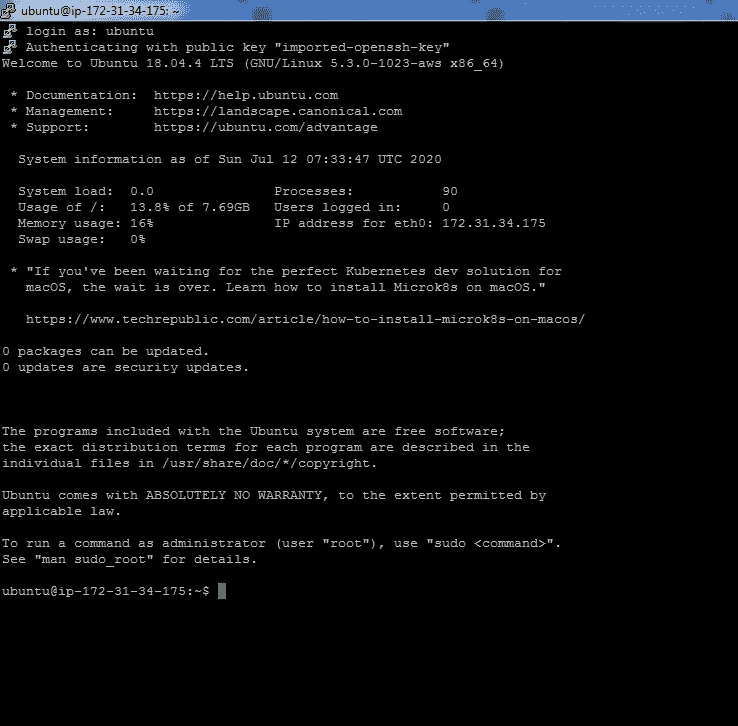 ubuntu@ip-172-31-34-175: ~
login as: ubuntu
Authenticating with public key "imported-openssh-key"
Welcome to Ubuntu 18.04.4 LTS (GNU/Linux 5.3.0-1023-aws x86_64)
* Documentation:  https://help.ubuntu.com
* Management:     https://landscape.canonical.com
* Support:        https://ubuntu.com/advantage
System information as of Sun Jul 12 07:33:47 UTC 2020
System load:  0.0               Processes:           90
Usage of /:   13.8% of 7.69GB   Users logged in:     0
Memory usage: 16%               IP address for eth0: 172.31.34.175
Swap usage:   0%
* "If you've been waiting for the perfect Kubernetes dev solution for
macOS, the wait is over. Learn how to install Microk8s on macOS."
https://www.techrepublic.com/article/how-to-install-microk8s-on-macos/
0 packages can be updated.
0 updates are security updates.
The programs included with the Ubuntu system are free software;
the exact distribution terms for each program are described in the
individual files in /usr/share/doc/*/copyright.
Ubuntu comes with ABSOLUTELY NO WARRANTY, to the extent permitted by
applicable law.
To run a command as administrator (user "root"), use "sudo <command>".
See "man sudo_root" for details.
ubuntu@ip-172-31-34-175:~$